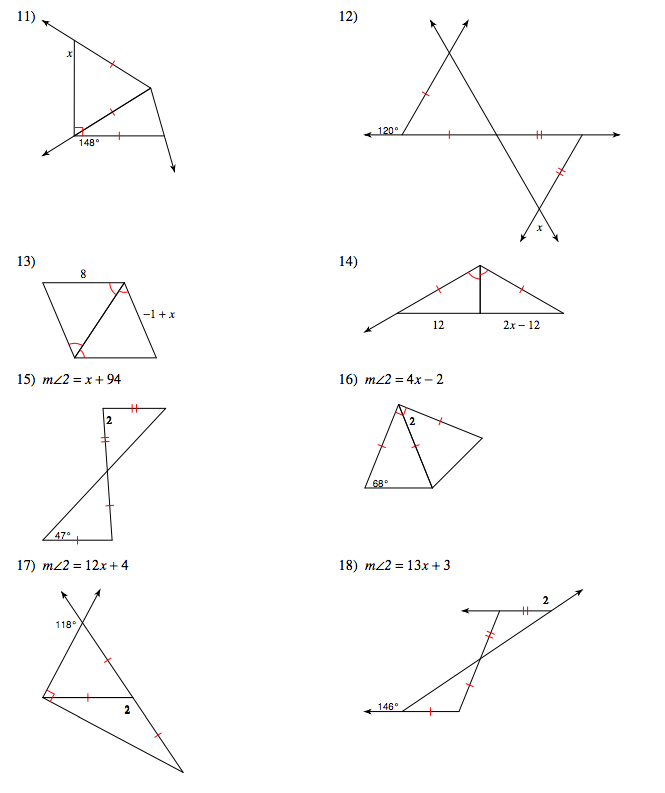 11)
12)
x
148°
120°
x
13)
14)
8
−1 + x
12
2x − 12
15) m∠2 = x + 94
16) m∠2 = 4x − 2
2
47°
2
68°
17) m∠2 = 12x + 4
18) m∠2 = 13x + 3
118°
2
2
146°